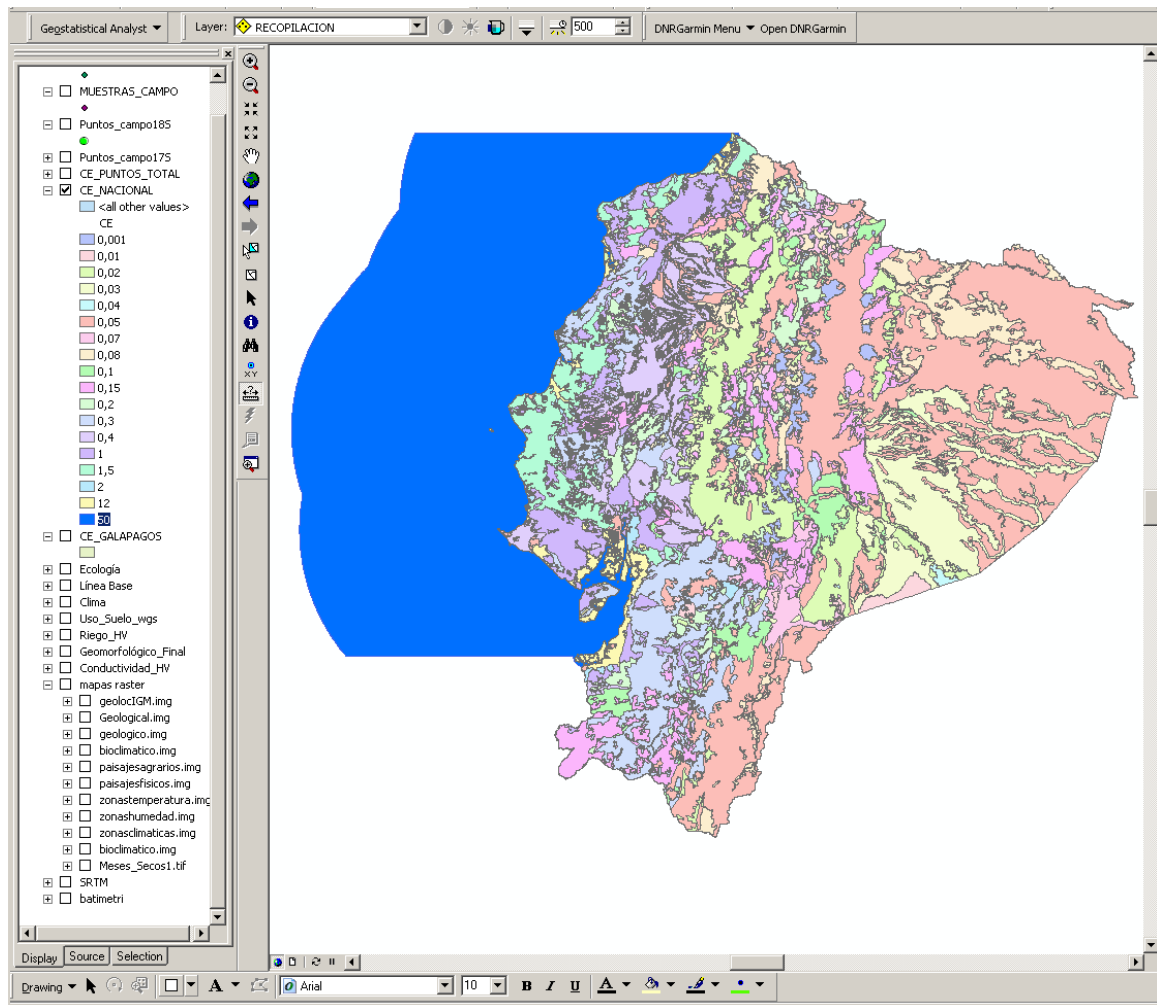 Geostatistical Analyst
Layer: RECOPILACION
500
DNRGarmin Menu
Open DNRGarmin
MUESTRAS_CAMPO
Puntos_campo18S
Puntos_campo17S
CE_PUNTOS_TOTAL
CE_NACIONAL
<all other values>
CE
0,001
0,01
0,02
0,03
0,04
0,05
0,07
0,08
0,1
0,15
0,2
0,3
0,4
1
1,5
2
12
50
CE_GALAPAGOS
Ecología
Línea Base
Clima
Uso_Suelo_wgs
Riego_HV
Geomorfológico_Final
Conductividad_HV
mapas raster
geolocIGM.img
Geological.img
geologico.img
bioclimatico.img
paisajesagrarios.img
paisajesfisicos.img
zonastemperatura.img
zonashumedad.img
zonasclimaticas.img
bioclimatico.img
Meses_Secos1.tif
SRTM
batimetri
XY
Display Source Selection
Drawing A Arial 10 B I U A